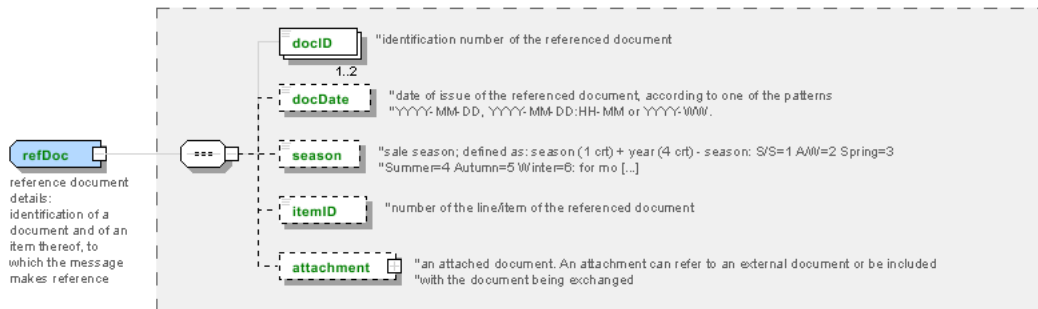 docID
"identification number of the referenced document
1..2
docDate
"date of issue of the referenced document, according to one of the patterns
"YYYY-MM-DD, YYYY-MM-DD:HH-MM or YYYY-WW.
refDoc
season
"sale season; defined as: season (1 crt) + year (4 crt) - season: S/S=1 A/W=2 Spring=3
"Summer=4 Autumn=5 Winter=6: for mo [...]
reference document
details:
identification of a
document and of an
item thereof, to
which the message
makes reference
itemID
"number of the line/item of the referenced document
attachment
"an attached document. An attachment can refer to an external document or be included
"with the document being exchanged